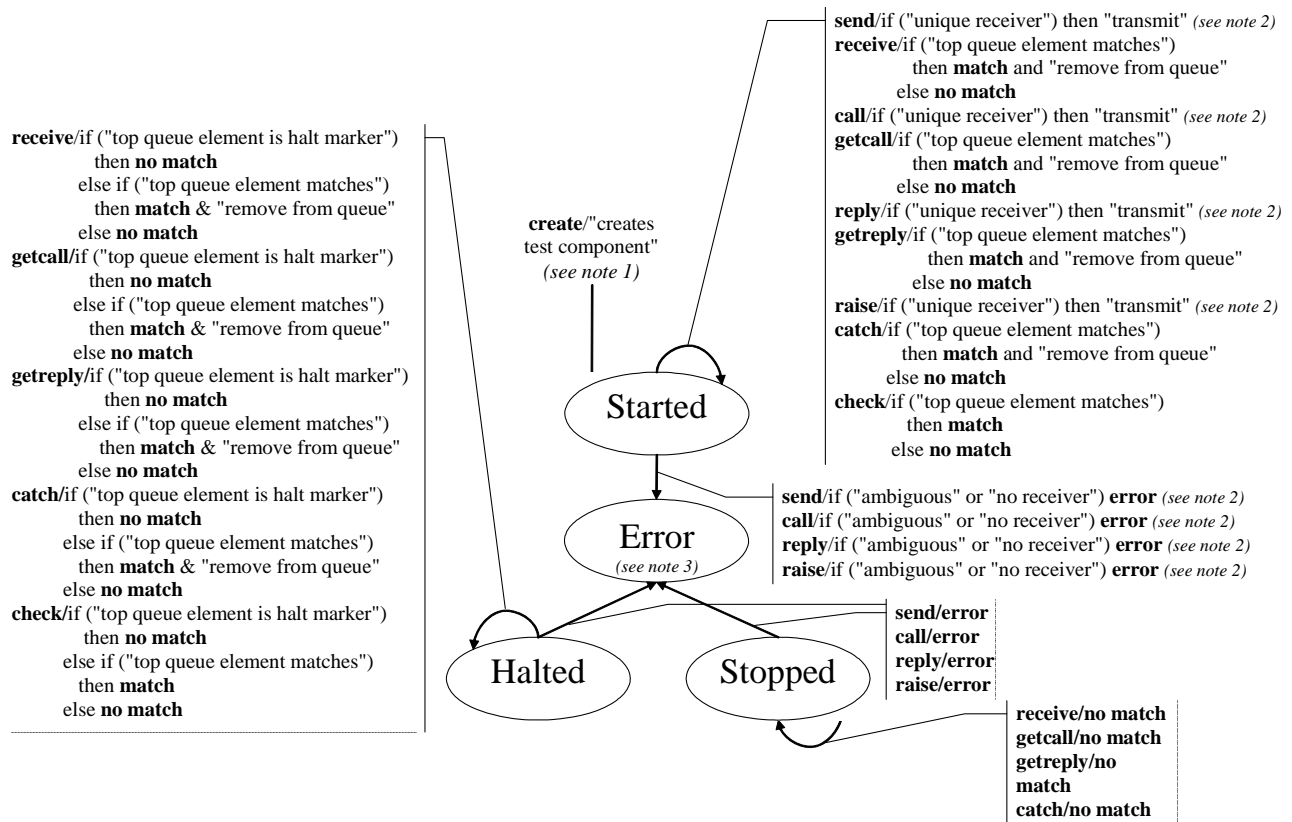 send/if ("unique receiver") then "transmit" (see note 2)
receive/if ("top queue element matches")
then match and "remove from queue"
else no match
call/if ("unique receiver") then "transmit" (see note 2)
getcall/if ("top queue element matches")
then match and "remove from queue"
else no match
reply/if ("unique receiver") then "transmit" (see note 2)
getreply/if ("top queue element matches")
then match and "remove from queue"
else no match
raise/if ("unique receiver") then "transmit" (see note 2)
catch/if ("top queue element matches")
then match and "remove from queue"
else no match
check/if ("top queue element matches")
then match
else no match
receive/if ("top queue element is halt marker")
then no match
else if ("top queue element matches")
then match & "remove from queue"
else no match
getcall/if ("top queue element is halt marker")
then no match
else if ("top queue element matches")
then match & "remove from queue"
else no match
getreply/if ("top queue element is halt marker")
then no match
else if ("top queue element matches")
then match & "remove from queue"
else no match
catch/if ("top queue element is halt marker")
then no match
else if ("top queue element matches")
then match & "remove from queue"
else no match
check/if ("top queue element is halt marker")
then no match
else if ("top queue element matches")
then match
else no match
create/"creates
test component"
(see note 1)
Started
send/if ("ambiguous" or "no receiver") error (see note 2)
call/if ("ambiguous" or "no receiver") error (see note 2)
reply/if ("ambiguous" or "no receiver") error (see note 2)
raise/if ("ambiguous" or "no receiver") error (see note 2)
Error
(see note 3)
send/error
call/error
reply/error
raise/error
Halted
Stopped
receive/no match
getcall/no match
getreply/no
match
catch/no match